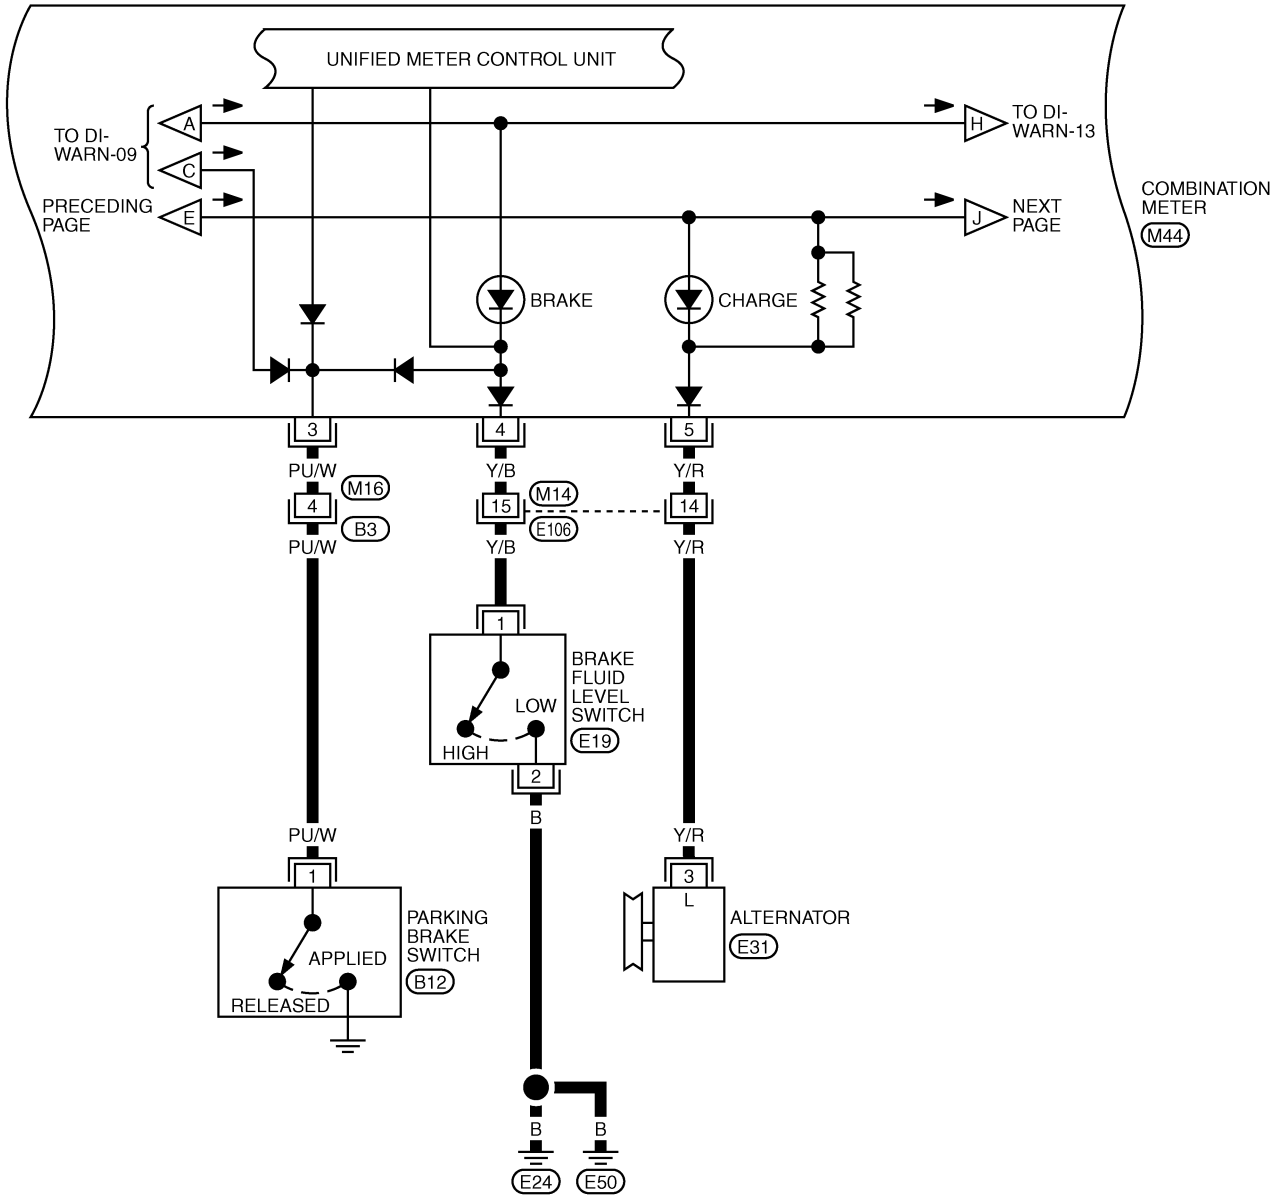 UNIFIED METER CONTROL UNIT
TO DI-
WARN-09
A
C
H
TO DI-
WARN-13
PRECEDING
PAGE
E
J
NEXT
PAGE
COMBINATION
METER
M44
BRAKE
CHARGE
3
4
5
PU/W
Y/B
Y/R
M16
M14
4
15
14
B3
E106
PU/W
Y/B
Y/R
1
BRAKE
FLUID
LEVEL
SWITCH
E19
LOW
HIGH
2
B
PU/W
Y/R
1
3
L
PARKING
BRAKE
SWITCH
B12
APPLIED
RELEASED
ALTERNATOR
E31
B
B
E24
E50